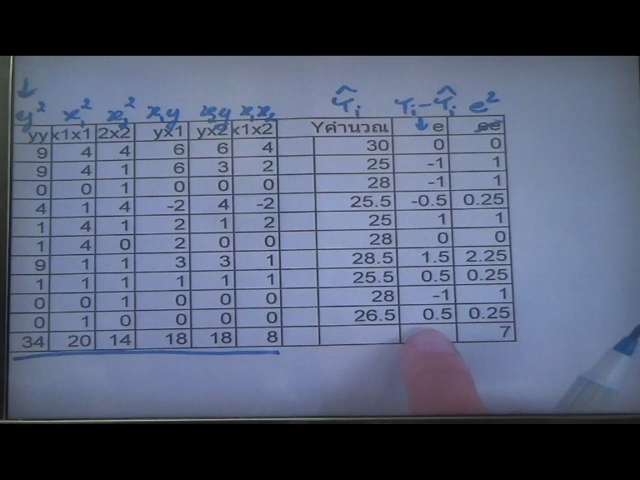 ↓
y² x₁² x₂² x₁y x₂y x₁x₂ Ŷᵢ Yᵢ-Ŷᵢ e²
yy x1x1 2x2 yx1 yx2 x1x2 Yคำนวณ ↓ e ee
9 4 4 6 6 4 30 0 0
9 4 1 6 3 2 25 -1 1
0 0 1 0 0 0 28 -1 1
4 1 4 -2 4 -2 25.5 -0.5 0.25
1 4 1 2 1 2 25 1 1
1 4 0 2 0 0 28 0 0
9 1 1 3 3 1 28.5 1.5 2.25
1 1 1 1 1 1 25.5 0.5 0.25
0 0 1 0 0 0 28 -1 1
0 1 0 0 0 0 26.5 0.5 0.25
34 20 14 18 18 8 7